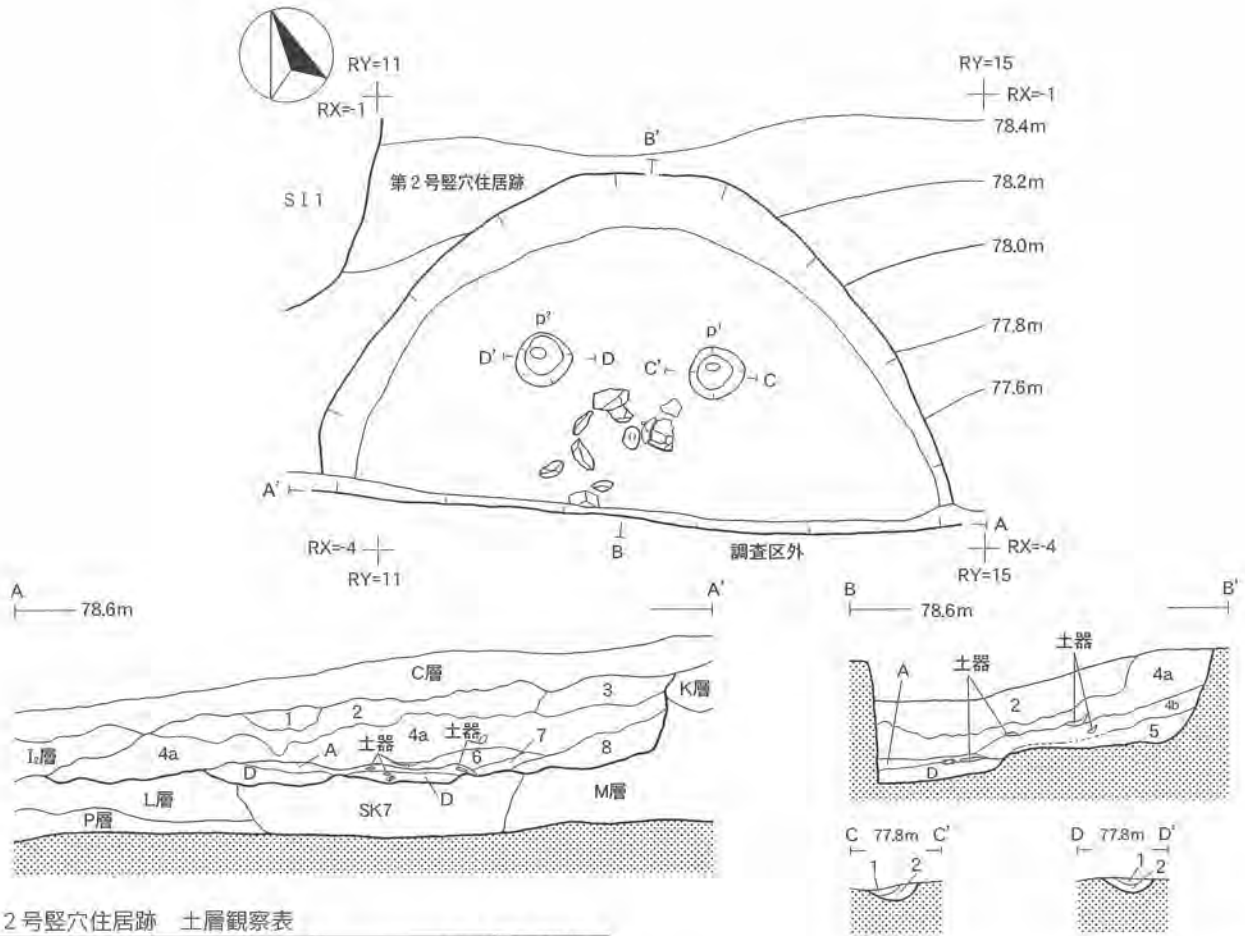 RY=11
RY=15
RX=-1
RX=-1
78.4m
B'
78.2m
第2号竪穴住居跡
SI1
78.0m
77.8m
p²
p¹
D'
D
C'
C
77.6m
A'
A
B
調査区外
RX=-4
RX=-4
RY=11
RY=15
A
78.6m
A'
C層
3
K層
1
2
I₂層
4a
A
土器
4a
土器
6
7
8
D
D
L層
SK7
M層
P層
B
78.6m
B'
土器
土器
A
2
4a
4b
5
D
C 77.8m C'
1
2
D 77.8m D'
1
2
2号竪穴住居跡 土層観察表